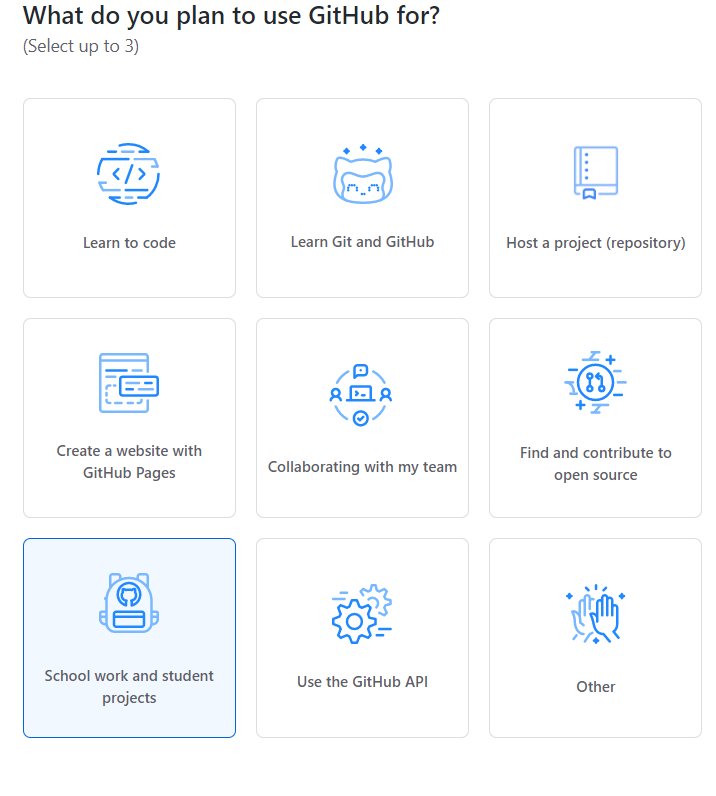 What do you plan to use GitHub for?
(Select up to 3)
Learn to code
Learn Git and GitHub
Host a project (repository)
Create a website with
GitHub Pages
Collaborating with my team
Find and contribute to
open source
School work and student
projects
Use the GitHub API
Other